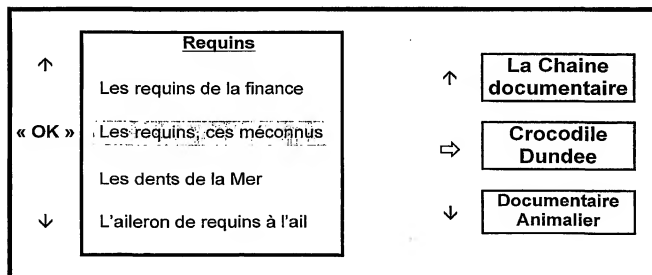 Requins
Les requins de la finance
« OK »
Les requins, ces méconnus
Les dents de la Mer
L'aileron de requins à l'ail
La Chaine
documentaire
Crocodile
Dundee
Documentaire
Animalier